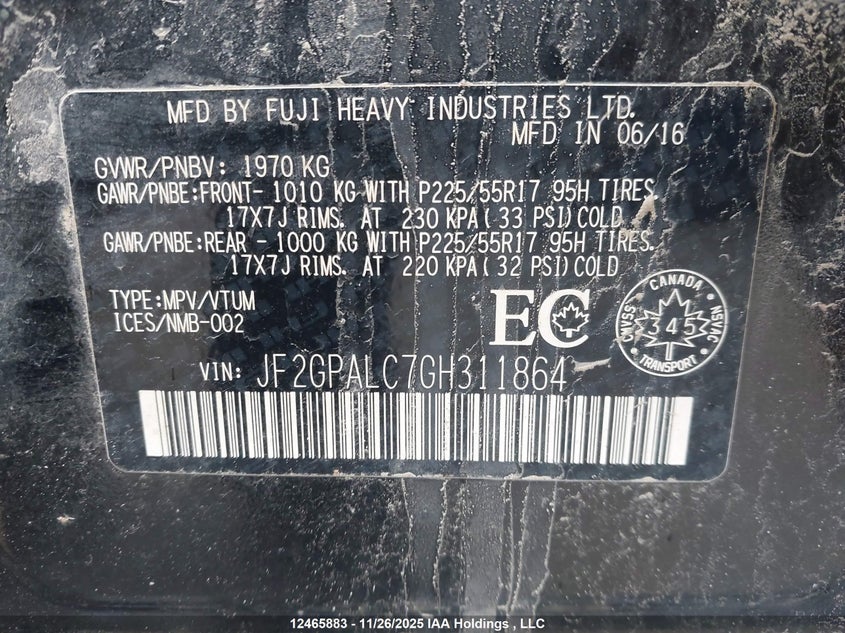 MFD BY FUJI HEAVY INDUSTRIES LTD.
MFD IN 06/16
GVWR/PNBV: 1970 KG
GAWR/PNBE:FRONT- 1010 KG WITH P225/55R17 95H TIRES.
17X7J RIMS. AT 230 KPA(33 PSI)COLD
GAWR/PNBE:REAR - 1000 KG WITH P225/55R17 95H TIRES.
17X7J RIMS. AT 220 KPA(32 PSI)COLD
TYPE:MPV/VTUM
ICES/NMB-002
EC
CANADA
CMVSS
345
NSVAC
TRANSPORT
VIN: JF2GPALC7GH311864
12465883 - 11/26/2025 IAA Holdings , LLC